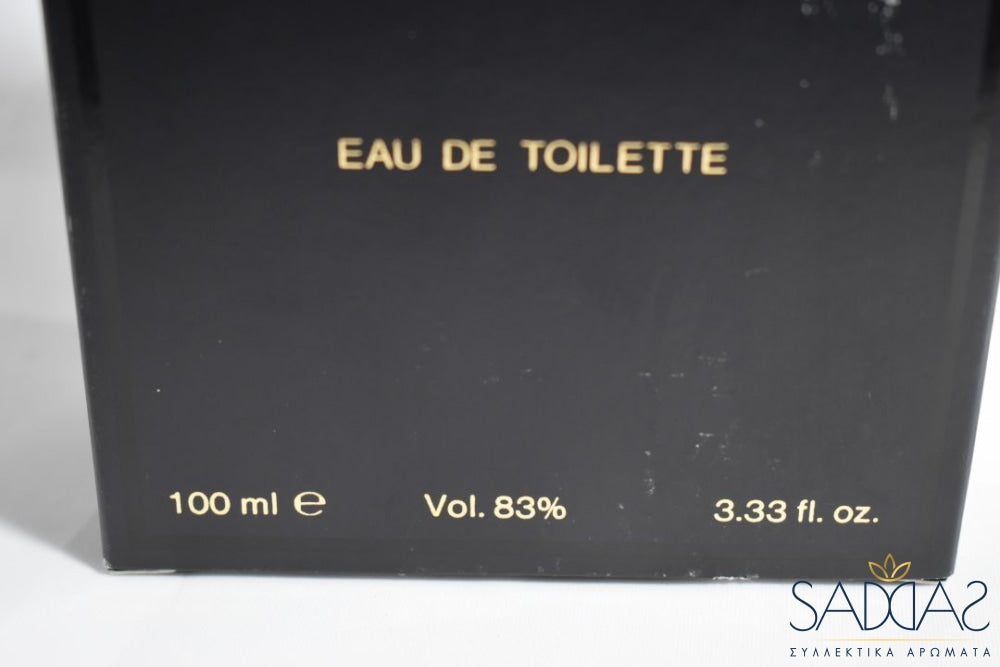 EAU DE TOILETTE
100 ml ℮ Vol. 83% 3.33 fl. oz.
SADDAS
ΣΥΛΛΕΚΤΙΚΑ ΑΡΩΜΑΤΑ